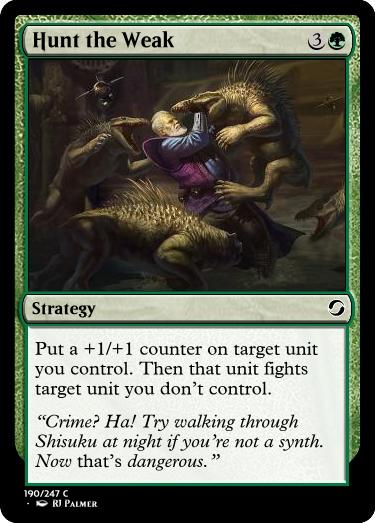 Hunt the Weak 3
Strategy
Put a +1/+1 counter on target unit
you control. Then that unit fights
target unit you don't control.
"Crime? Ha! Try walking through
Shisuku at night if you're not a synth.
Now that's dangerous."
190/247 C
· RJ Palmer